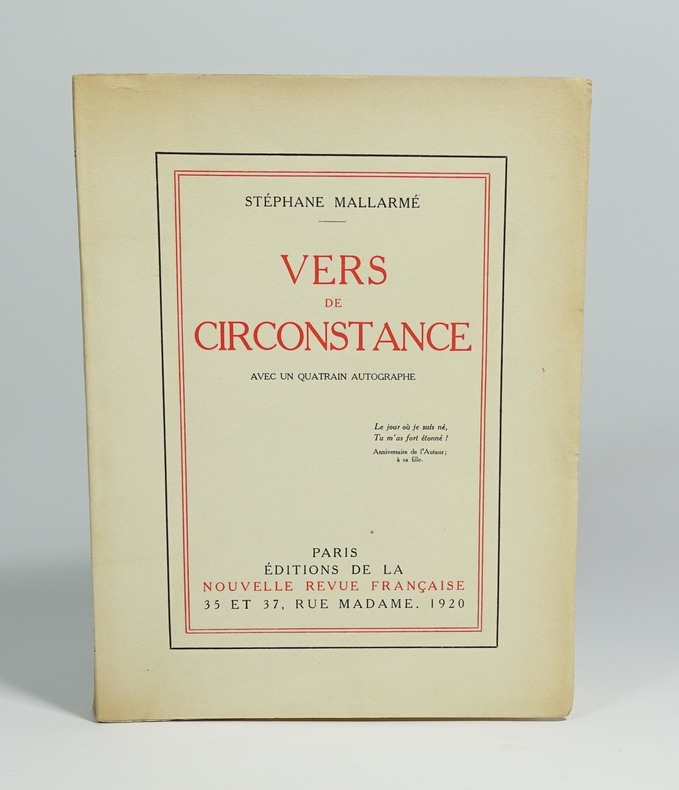 STÉPHANE MALLARMÉ
VERS
DE
CIRCONSTANCE
AVEC UN QUATRAIN AUTOGRAPHE
Le jour où je suis né,
Tu m'as fort étonné !
Anniversaire de l'Auteur ;
à sa fille.
PARIS
ÉDITIONS DE LA
NOUVELLE REVUE FRANÇAISE
35 ET 37, RUE MADAME. 1920